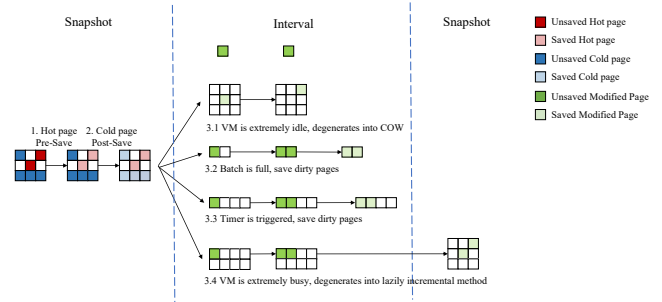 Snapshot
Interval
Snapshot
Unsaved Hot page
Saved Hot page
Unsaved Cold page
Saved Cold page
Unsaved Modified Page
Saved Modified Page
1. Hot page
Pre-Save
2. Cold page
Post-Save
3.1 VM is extremely idle, degenerates into COW
3.2 Batch is full, save dirty pages
3.3 Timer is triggered, save dirty pages
3.4 VM is extremely busy, degenerates into lazily incremental method